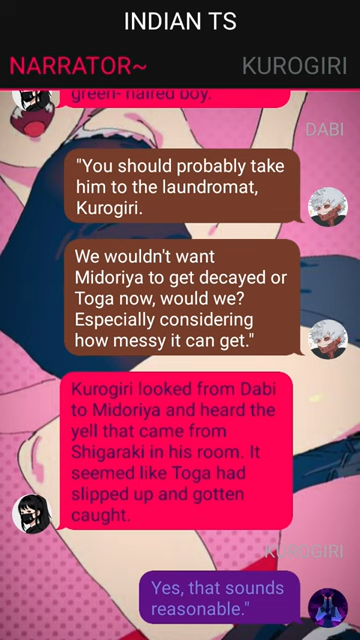 INDIAN TS
NARRATOR~ KUROGIRI
green- haired boy.
DABI
"You should probably take
him to the laundromat,
Kurogiri.
We wouldn't want
Midoriya to get decayed or
Toga now, would we?
Especially considering
how messy it can get."
Kurogiri looked from Dabi
to Midoriya and heard the
yell that came from
Shigaraki in his room. It
seemed like Toga had
slipped up and gotten
caught.
KUROGIRI
Yes, that sounds
reasonable."